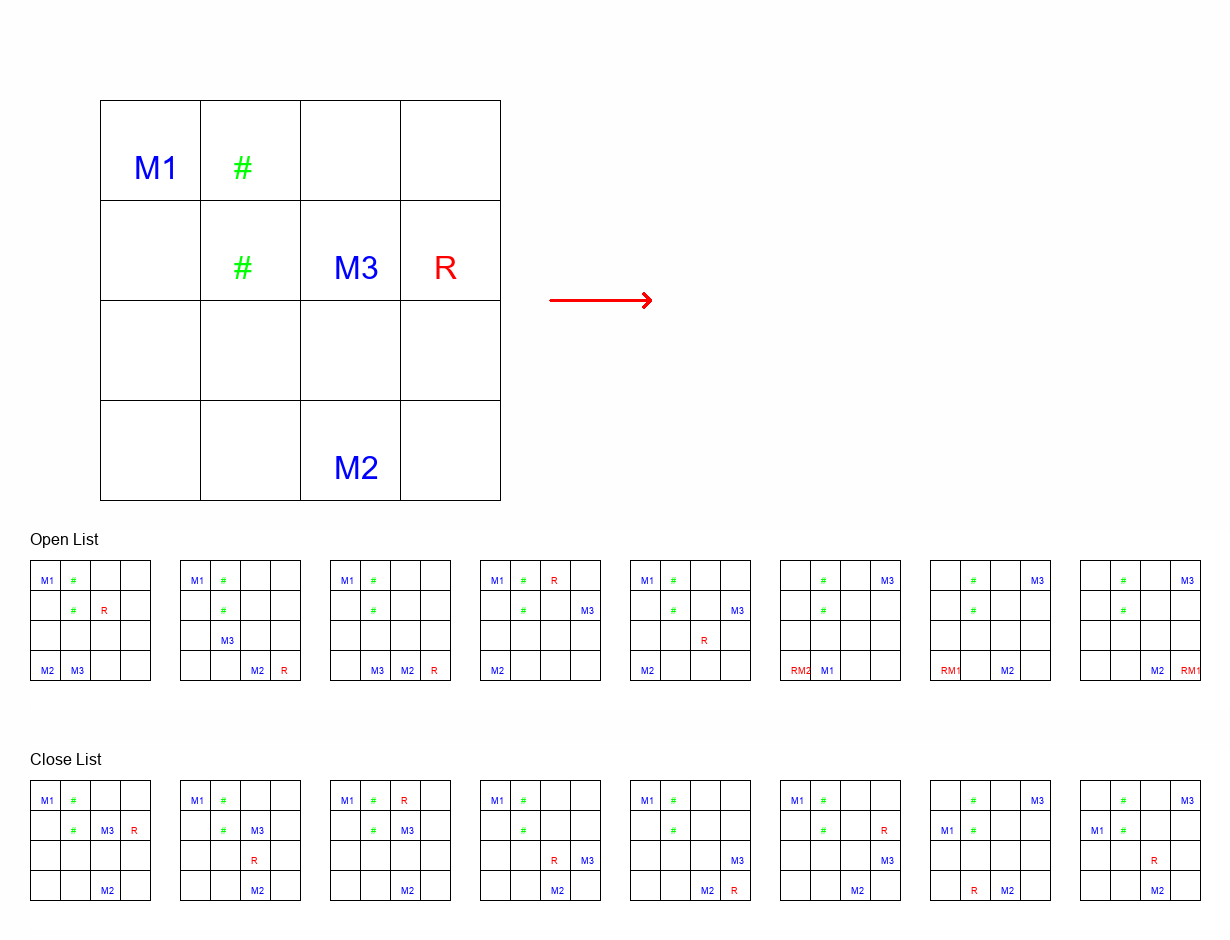 M1 #
# M3 R
M2
Open List
M1 # M1 # M1 # M1 # R M1 # # M3 # M3 # M3
# R # # # M3 # M3 # # #
M3 R
M2 M3 M2 R M3 M2 R M2 M2 RM2 M1 RM1 M2 M2 RM1
Close List
M1 # M1 # M1 # R M1 # M1 # M1 # # M3 # M3
# M3 R # M3 # M3 # # # R M1 # M1 #
R R M3 M3 M3 R
M2 M2 M2 M2 M2 R M2 R M2 M2